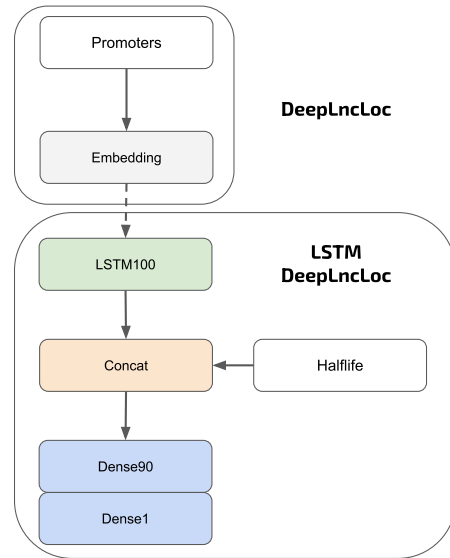 Promoters
DeepLncLoc
Embedding
LSTM100
LSTM
DeepLncLoc
Concat
Halflife
Dense90
Dense1